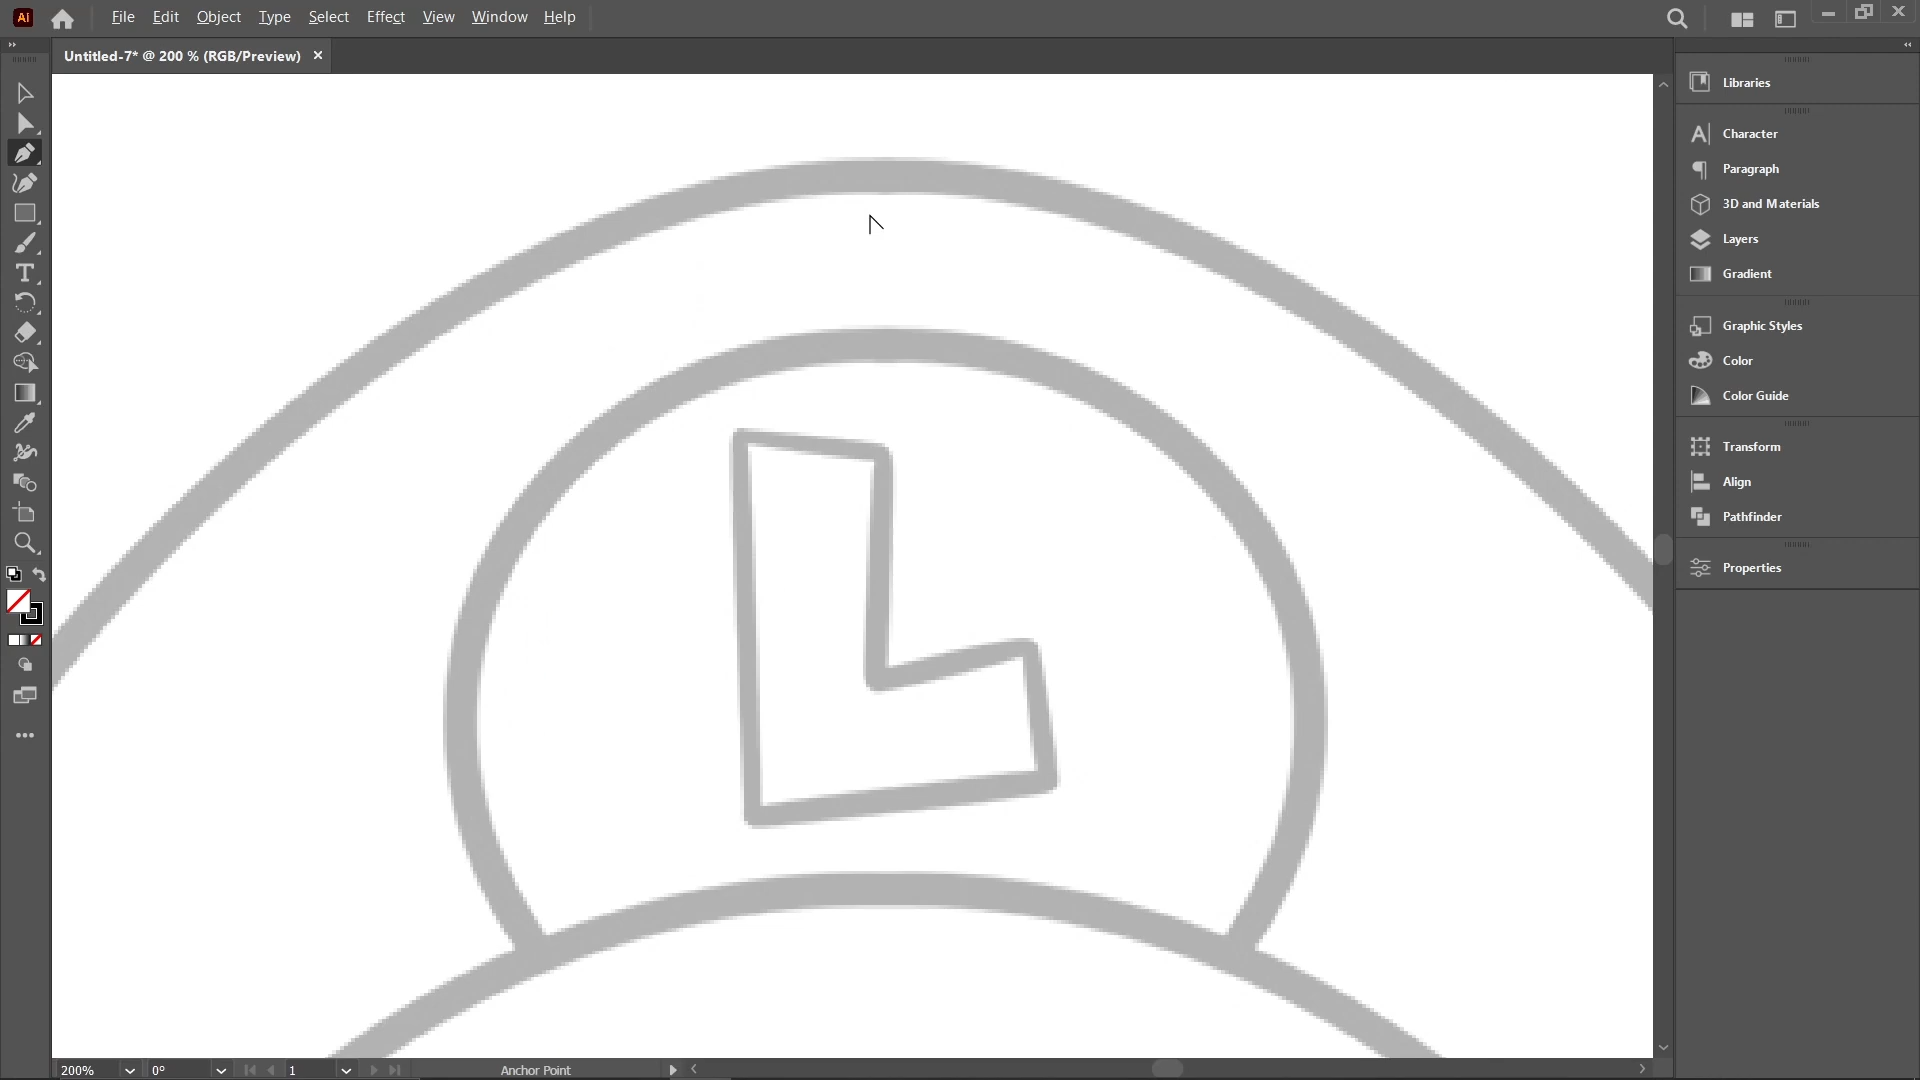 Ai File Edit Object Type Select Effect View Window Help
Untitled-7* @ 200 % (RGB/Preview) ×
Libraries
Character
Paragraph
3D and Materials
Layers
Gradient
Graphic Styles
Color
Color Guide
Transform
Align
Pathfinder
Properties
L
200% 0° 1 Anchor Point